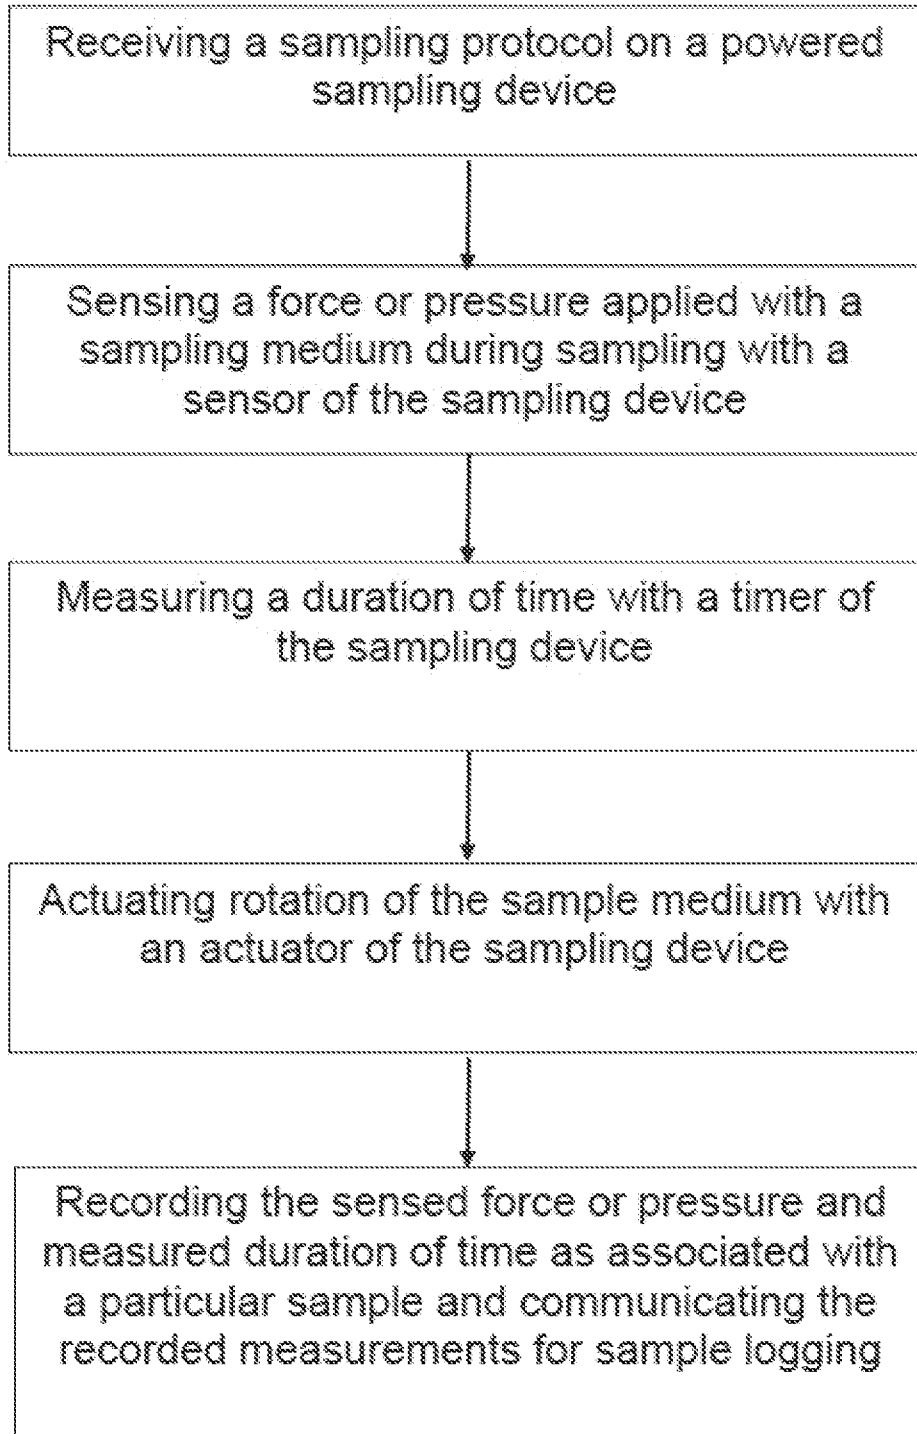 Receiving a sampling protocol on a powered
sampling device
Sensing a force or pressure applied with a
sampling medium during sampling with a
sensor of the sampling device
Measuring a duration of time with a timer of
the sampling device
Actuating rotation of the sample medium with
an actuator of the sampling device
Recording the sensed force or pressure and
measured duration of time as associated with
a particular sample and communicating the
recorded measurements for sample logging